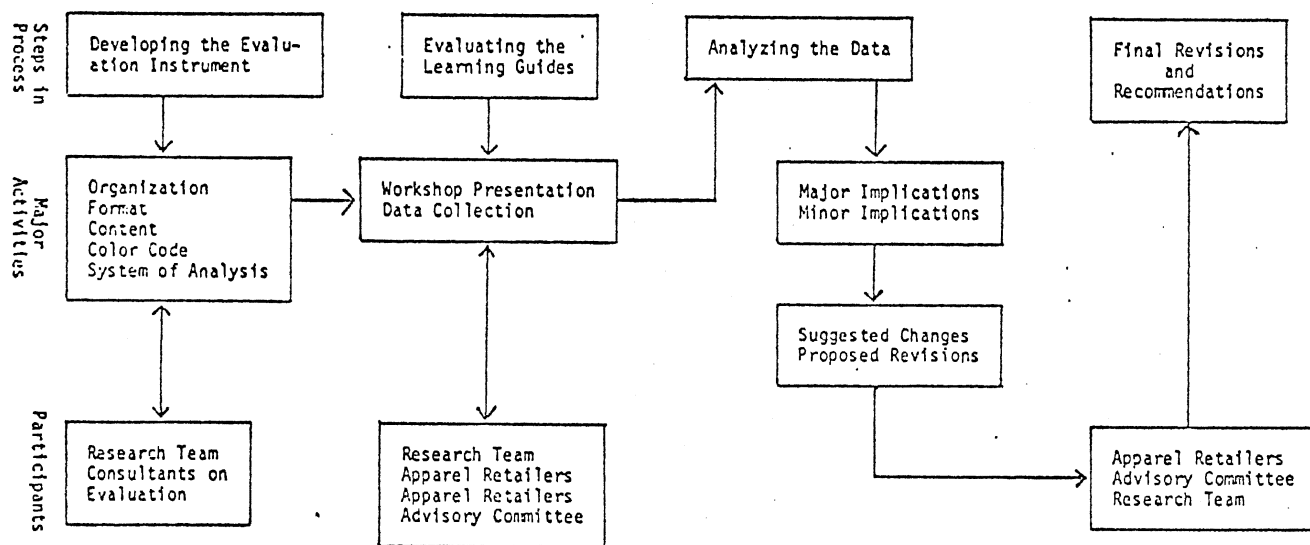 Steps in
Process
Developing the Evalu-
ation Instrument
Evaluating the
Learning Guides
Analyzing the Data
Final Revisions
and
Recommendations
Major
Activities
Organization
Format
Content
Color Code
System of Analysis
Workshop Presentation
Data Collection
Major Implications
Minor Implications
Suggested Changes
Proposed Revisions
Participants
Research Team
Consultants on
Evaluation
Research Team
Apparel Retailers
Apparel Retailers
Advisory Committee
Apparel Retailers
Advisory Committee
Research Team